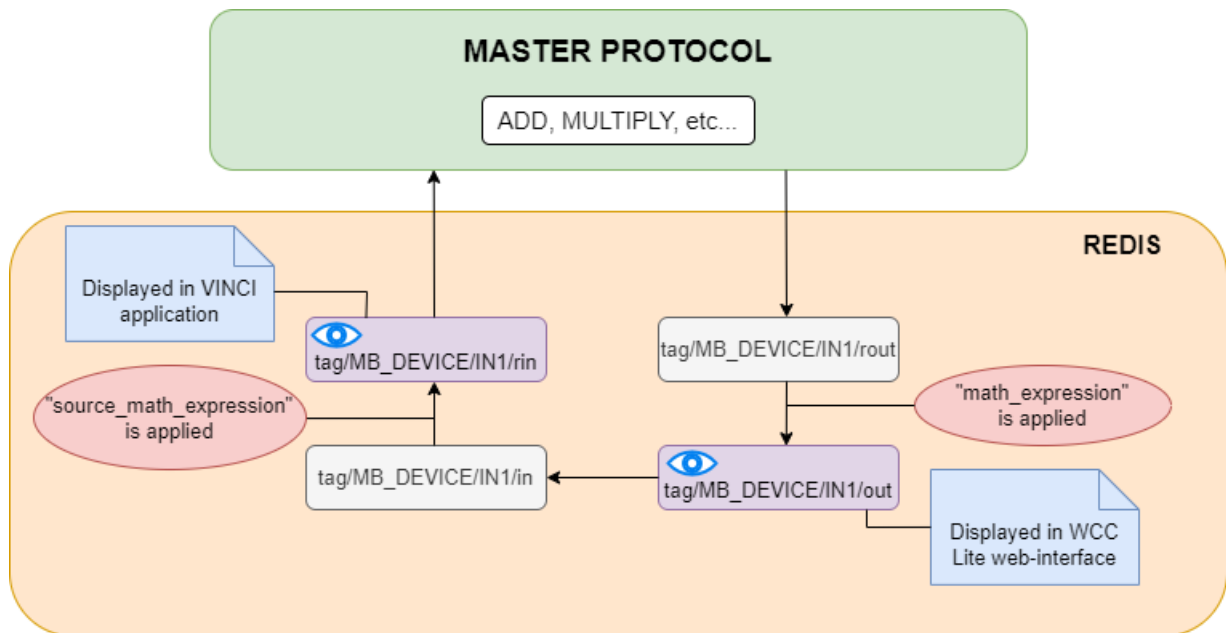 MASTER PROTOCOL
ADD, MULTIPLY, etc...
REDIS
Displayed in VINCI
application
tag/MB_DEVICE/IN1/rin
tag/MB_DEVICE/IN1/rout
"source_math_expression"
is applied
"math_expression"
is applied
tag/MB_DEVICE/IN1/in
tag/MB_DEVICE/IN1/out
Displayed in WCC
Lite web-interface